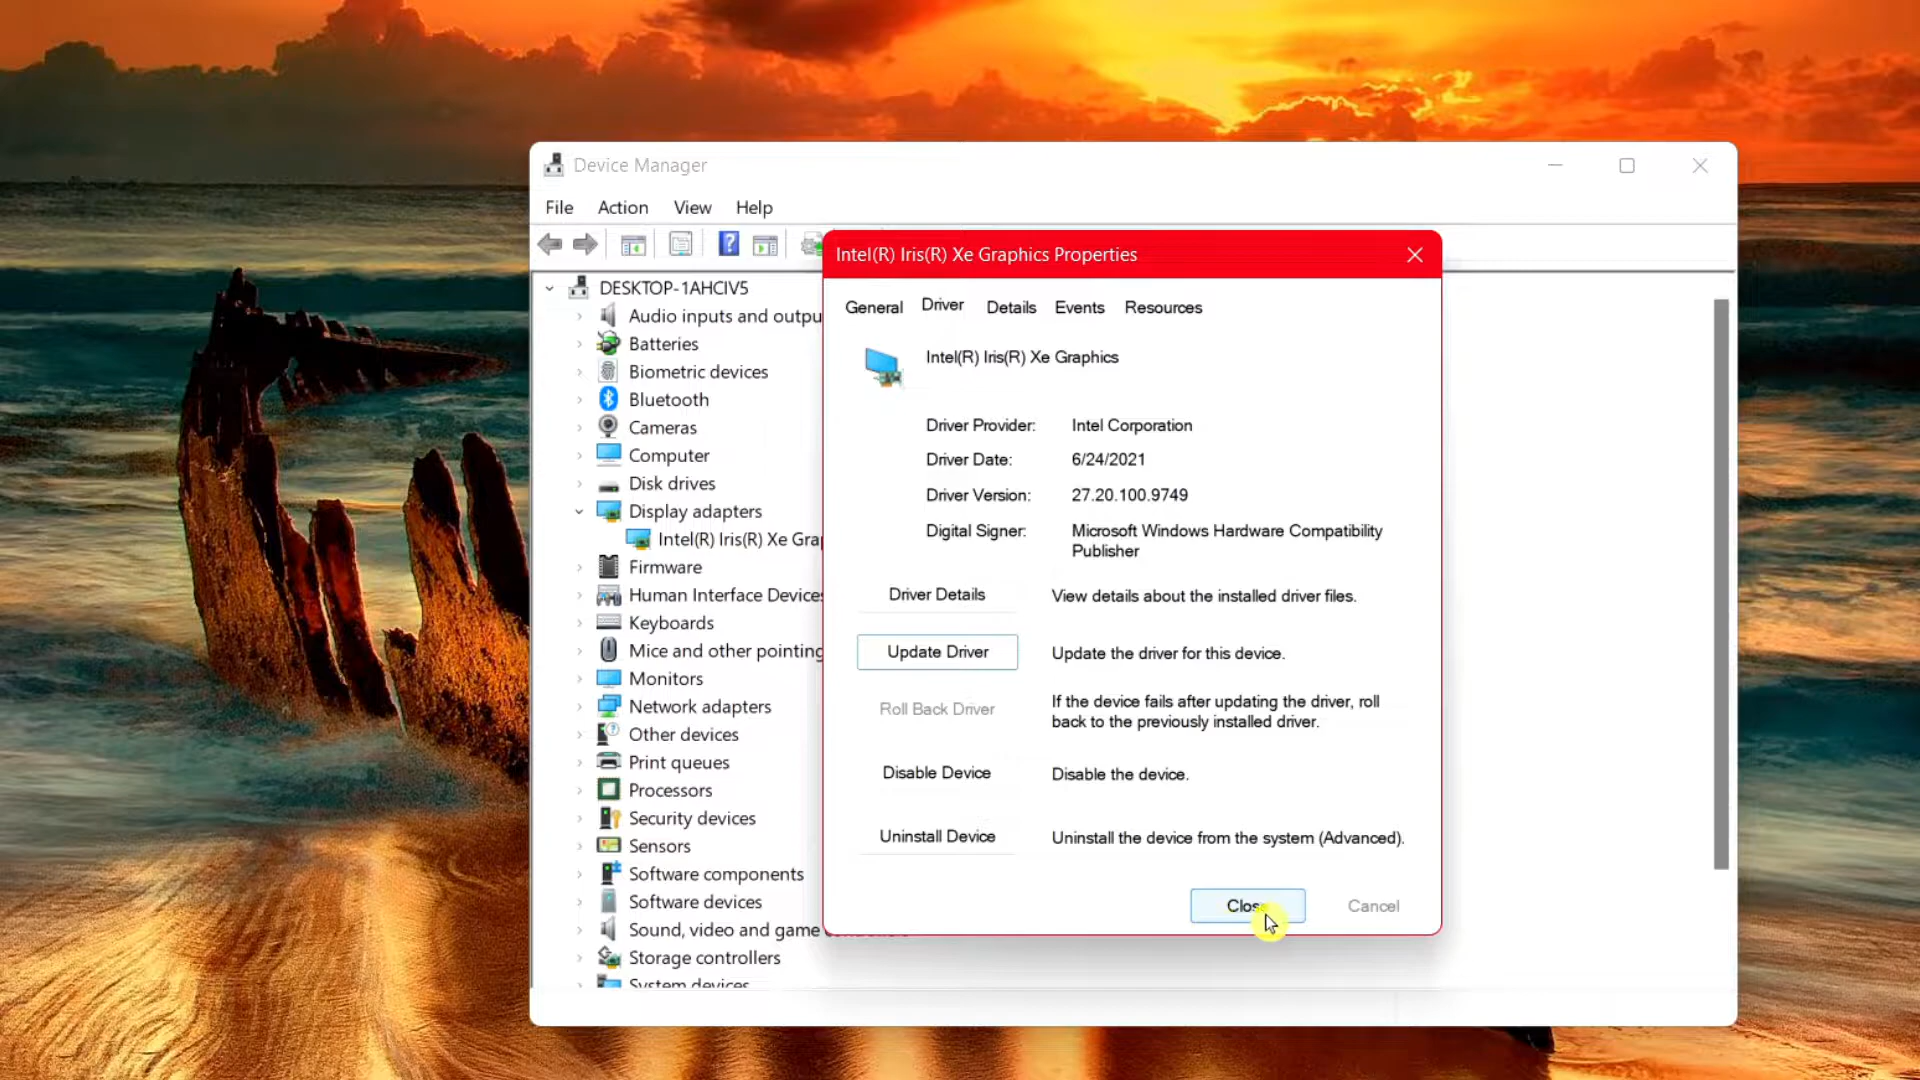 Device Manager
File Action View Help
DESKTOP-1AHCIV5
Audio inputs and outpu
Batteries
Biometric devices
Bluetooth
Cameras
Computer
Disk drives
Display adapters
Intel(R) Iris(R) Xe Gra
Firmware
Human Interface Devices
Keyboards
Mice and other pointing
Monitors
Network adapters
Other devices
Print queues
Processors
Security devices
Sensors
Software components
Software devices
Sound, video and game
Storage controllers
System devices
Intel(R) Iris(R) Xe Graphics Properties
General Driver Details Events Resources
Intel(R) Iris(R) Xe Graphics
Driver Provider: Intel Corporation
Driver Date: 6/24/2021
Driver Version: 27.20.100.9749
Digital Signer: Microsoft Windows Hardware Compatibility
Publisher
Driver Details View details about the installed driver files.
Update Driver Update the driver for this device.
Roll Back Driver If the device fails after updating the driver, roll
back to the previously installed driver.
Disable Device Disable the device.
Uninstall Device Uninstall the device from the system (Advanced).
Close Cancel